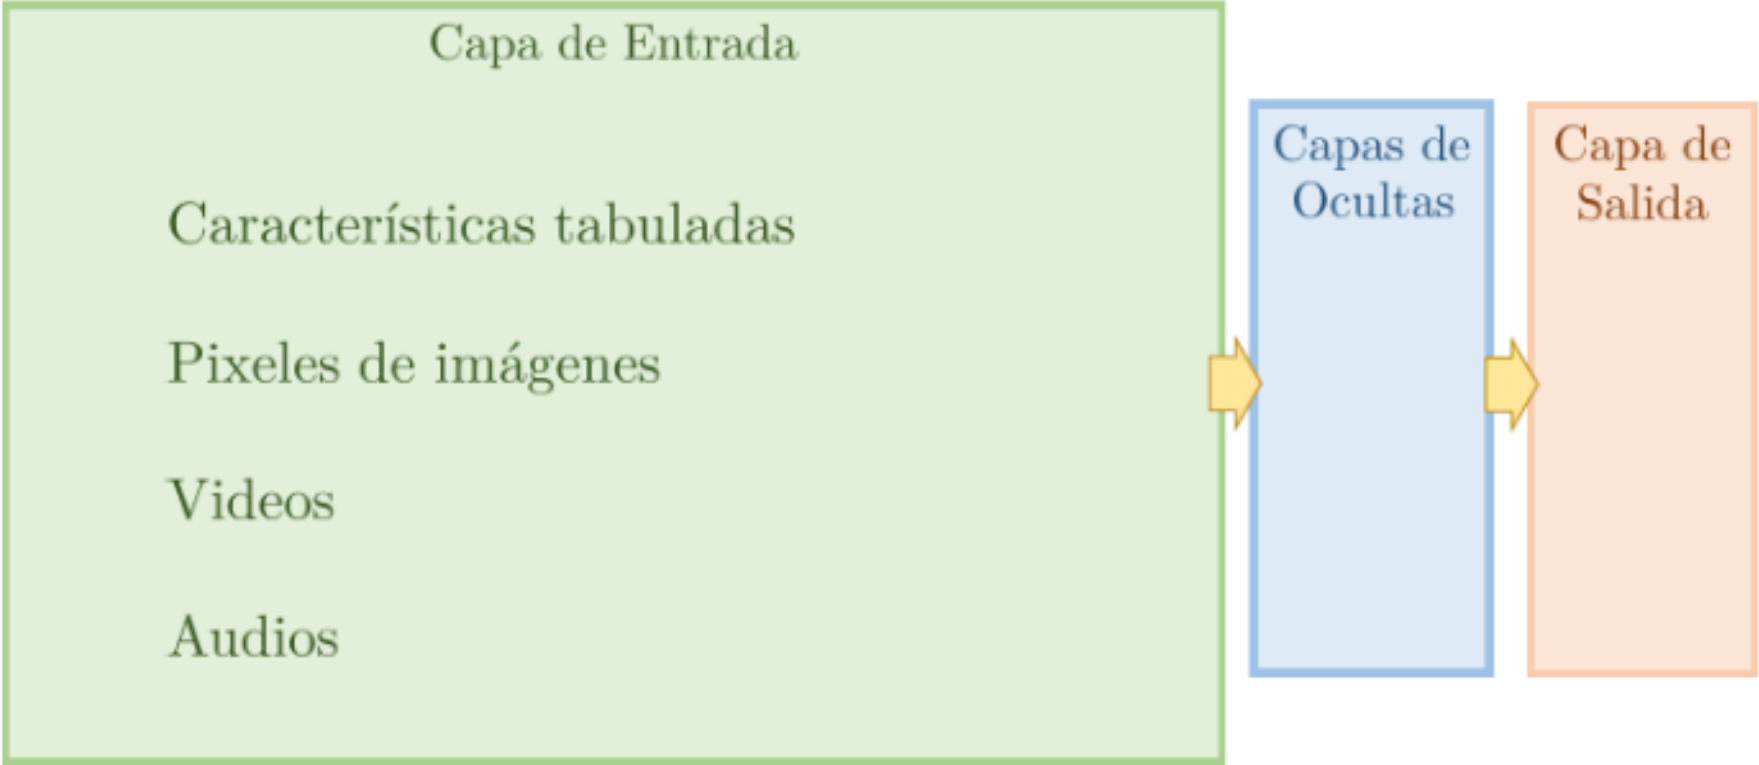 Capa de Entrada
Características tabuladas
Pixeles de imágenes
Videos
Audios
Capas de
Ocultas
Capa de
Salida